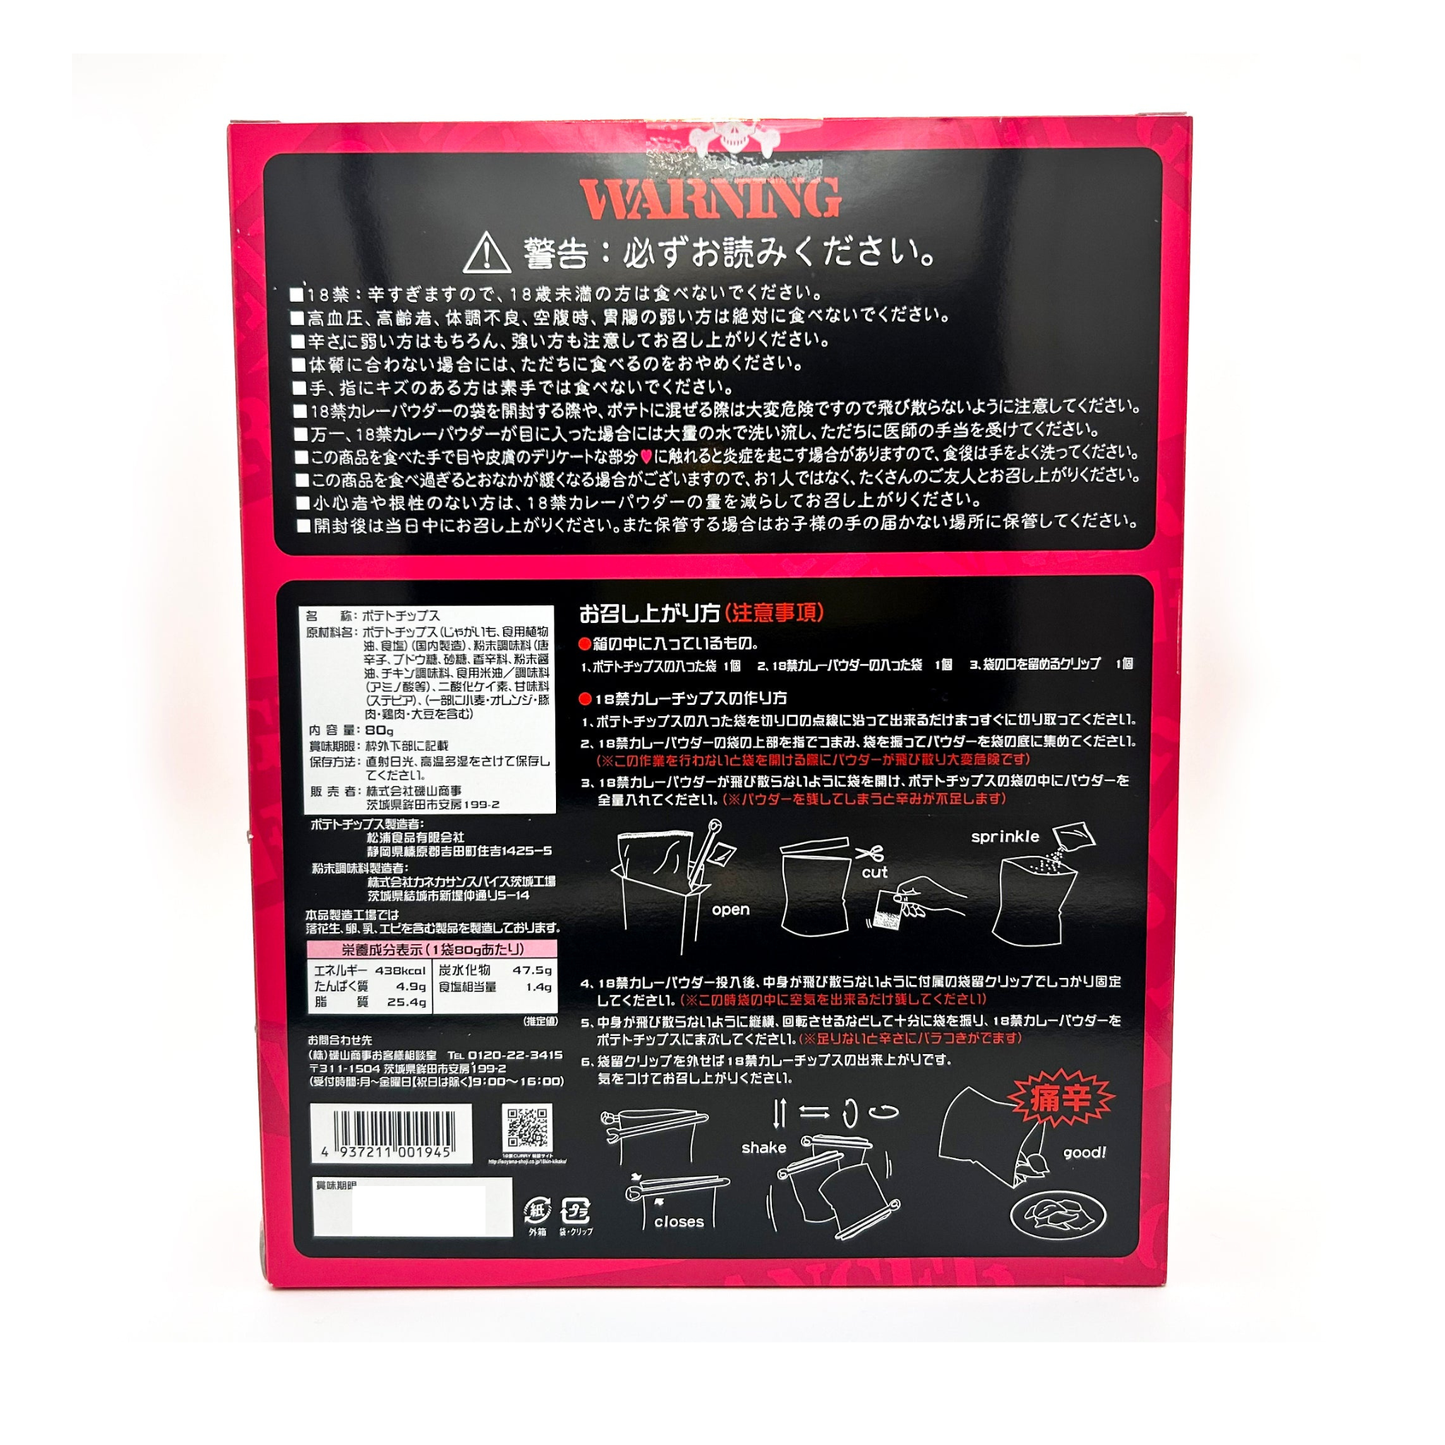 WARNING
⚠警告：必ずお読みください。
■18禁：辛すぎますので、18歳未満の方は食べないでください。
■高血圧、高齢者、体調不良、空腹時、胃腸の弱い方は絶対に食べないでください。
■辛さに弱い方はもちろん、強い方も注意してお召し上がりください。
■体質に合わない場合には、ただちに食べるのをおやめください。
■手、指にキズのある方は素手では食べないでください。
■18禁カレーパウダーの袋を開封する際や、ポテトに混ぜる際は大変危険ですので飛び散らないように注意してください。
■万一、18禁カレーパウダーが目に入った場合には大量の水で洗い流し、ただちに医師の手当を受けてください。
■この商品を食べた手で目や皮膚のデリケートな部分♥に触れると炎症を起こす場合がありますので、食後は手をよく洗ってください。
■この商品を食べ過ぎるとおなかが緩くなる場合がございますので、お1人ではなく、たくさんのご友人とお召し上がりください。
■小心者や根性のない方は、18禁カレーパウダーの量を減らしてお召し上がりください。
■開封後は当日中にお召し上がりください。また保管する場合はお子様の手の届かない場所に保管してください。
名　称：ポテトチップス
原材料名：ポテトチップス（じゃがいも、食用植物
油、食塩）（国内製造）、粉末調味料（唐
辛子、ブドウ糖、砂糖、香辛料、粉末醤
油、チキン調味料、食用米油／調味料
（アミノ酸等）、二酸化ケイ素、甘味料
（ステビア）、（一部に小麦・オレンジ・豚
肉・鶏肉・大豆を含む）
内容量：80g
賞味期限：枠外下部に記載
保存方法：直射日光、高温多湿をさけて保存し
てください。
販売者：株式会社磯山商事
茨城県鉾田市安房199-2
ポテトチップス製造者：
松浦食品有限会社
静岡県榛原郡吉田町住吉1425-5
粉末調味料製造者：
株式会社カネカサンスパイス茨城工場
茨城県結城市新堤仲通り5-14
本品製造工場では
落花生、卵、乳、エビを含む製品を製造しております。
栄養成分表示（1袋80gあたり）
エネルギー 438kcal 炭水化物 47.5g
たんぱく質 4.9g 食塩相当量 1.4g
脂　質 25.4g
（推定値）
お問合わせ先
（株）磯山商事お客様相談室 TEL 0120-22-3415
〒311-1504 茨城県鉾田市安房199-2
（受付時間：月～金曜日【祝日は除く】9：00～16：00）
4 937211 001945
賞味期限
紙
外箱
プラ
袋・クリップ
お召し上がり方（注意事項）
●箱の中に入っているもの。
1、ポテトチップスの入った袋 1個　2、18禁カレーパウダーの入った袋 1個　3、袋の口を留めるクリップ 1個
●18禁カレーチップスの作り方
1、ポテトチップスの入った袋を切り口の点線に沿って出来るだけまっすぐに切り取ってください。
2、18禁カレーパウダーの袋の上部を指でつまみ、袋を振ってパウダーを袋の底に集めてください。
（※この作業を行わないと袋を開ける際にパウダーが飛び散り大変危険です）
3、18禁カレーパウダーが飛び散らないように袋を開け、ポテトチップスの袋の中にパウダーを
全量入れてください。（※パウダーを残してしまうと辛みが不足します）
open
cut
sprinkle
4、18禁カレーパウダー投入後、中身が飛び散らないように付属の袋留クリップでしっかり固定
してください。（※この時袋の中に空気を出来るだけ残してください）
5、中身が飛び散らないように縦横、回転させるなどして十分に袋を振り、18禁カレーパウダーを
ポテトチップスにまぶしてください。（※足りないと辛さにバラつきがでます）
6、袋留クリップを外せば18禁カレーチップスの出来上がりです。
気をつけてお召し上がりください。
closes
shake
痛辛
good!